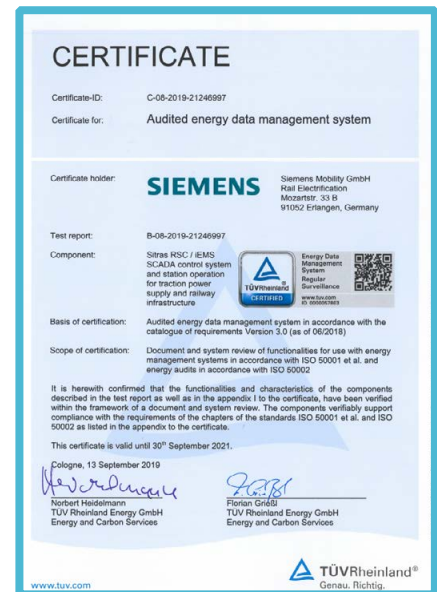 CERTIFICATE
Certificate-ID: C-08-2019-21246997
Certificate for: Audited energy data management system
Certificate holder: SIEMENS
Siemens Mobility GmbH
Rail Electrification
Mozartstr. 33 B
91052 Erlangen, Germany
Test report: B-08-2019-21246997
Component: Sitras RSC / iEMS
SCADA control system
and station operation
for traction power
supply and railway
infrastructure
TÜVRheinland
CERTIFIED
Energy Data
Management
System
Regular
Surveillance
www.tuv.com
Basis of certification: Audited energy data management system in accordance with the
catalogue of requirements Version 3.0 (as of 06/2018)
Scope of certification: Document and system review of functionalities for use with energy
management systems in accordance with ISO 50001 et al. and
energy audits in accordance with ISO 50002
It is herewith confirmed that the functionalities and characteristics of the components
described in the test report as well as in the appendix I to the certificate, have been verified
within the framework of a document and system review. The components verifiably support
compliance with the requirements of the chapters of the standards ISO 50001 et al. and ISO
50002 as listed in the appendix to the certificate.
This certificate is valid until 30th September 2021.
Cologne, 13 September 2019
Norbert Heidelmann
TÜV Rheinland Energy GmbH
Energy and Carbon Services
Florian Grießl
TÜV Rheinland Energy GmbH
Energy and Carbon Services
www.tuv.com
TÜVRheinland®
Genau. Richtig.